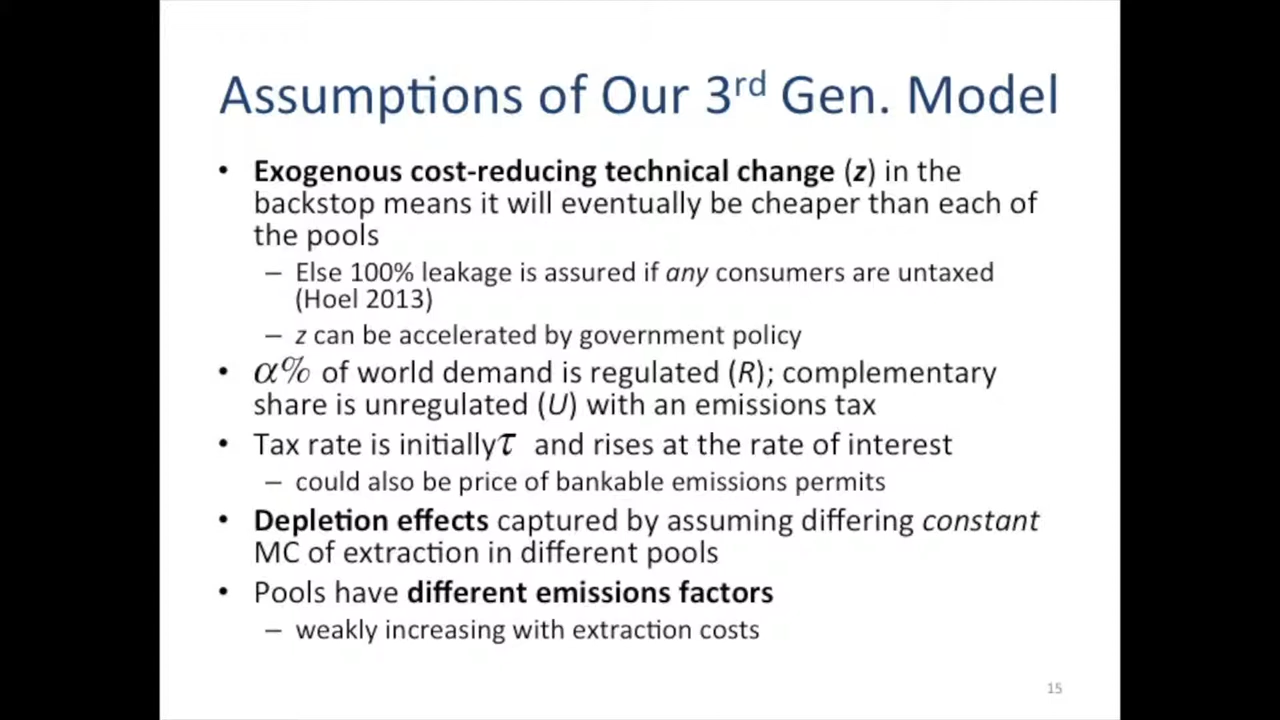 Assumptions of Our 3rd Gen. Model
• Exogenous cost-reducing technical change (z) in the
backstop means it will eventually be cheaper than each of
the pools
– Else 100% leakage is assured if any consumers are untaxed
(Hoel 2013)
– z can be accelerated by government policy
• α% of world demand is regulated (R); complementary
share is unregulated (U) with an emissions tax
• Tax rate is initially τ and rises at the rate of interest
– could also be price of bankable emissions permits
• Depletion effects captured by assuming differing constant
MC of extraction in different pools
• Pools have different emissions factors
– weakly increasing with extraction costs
15